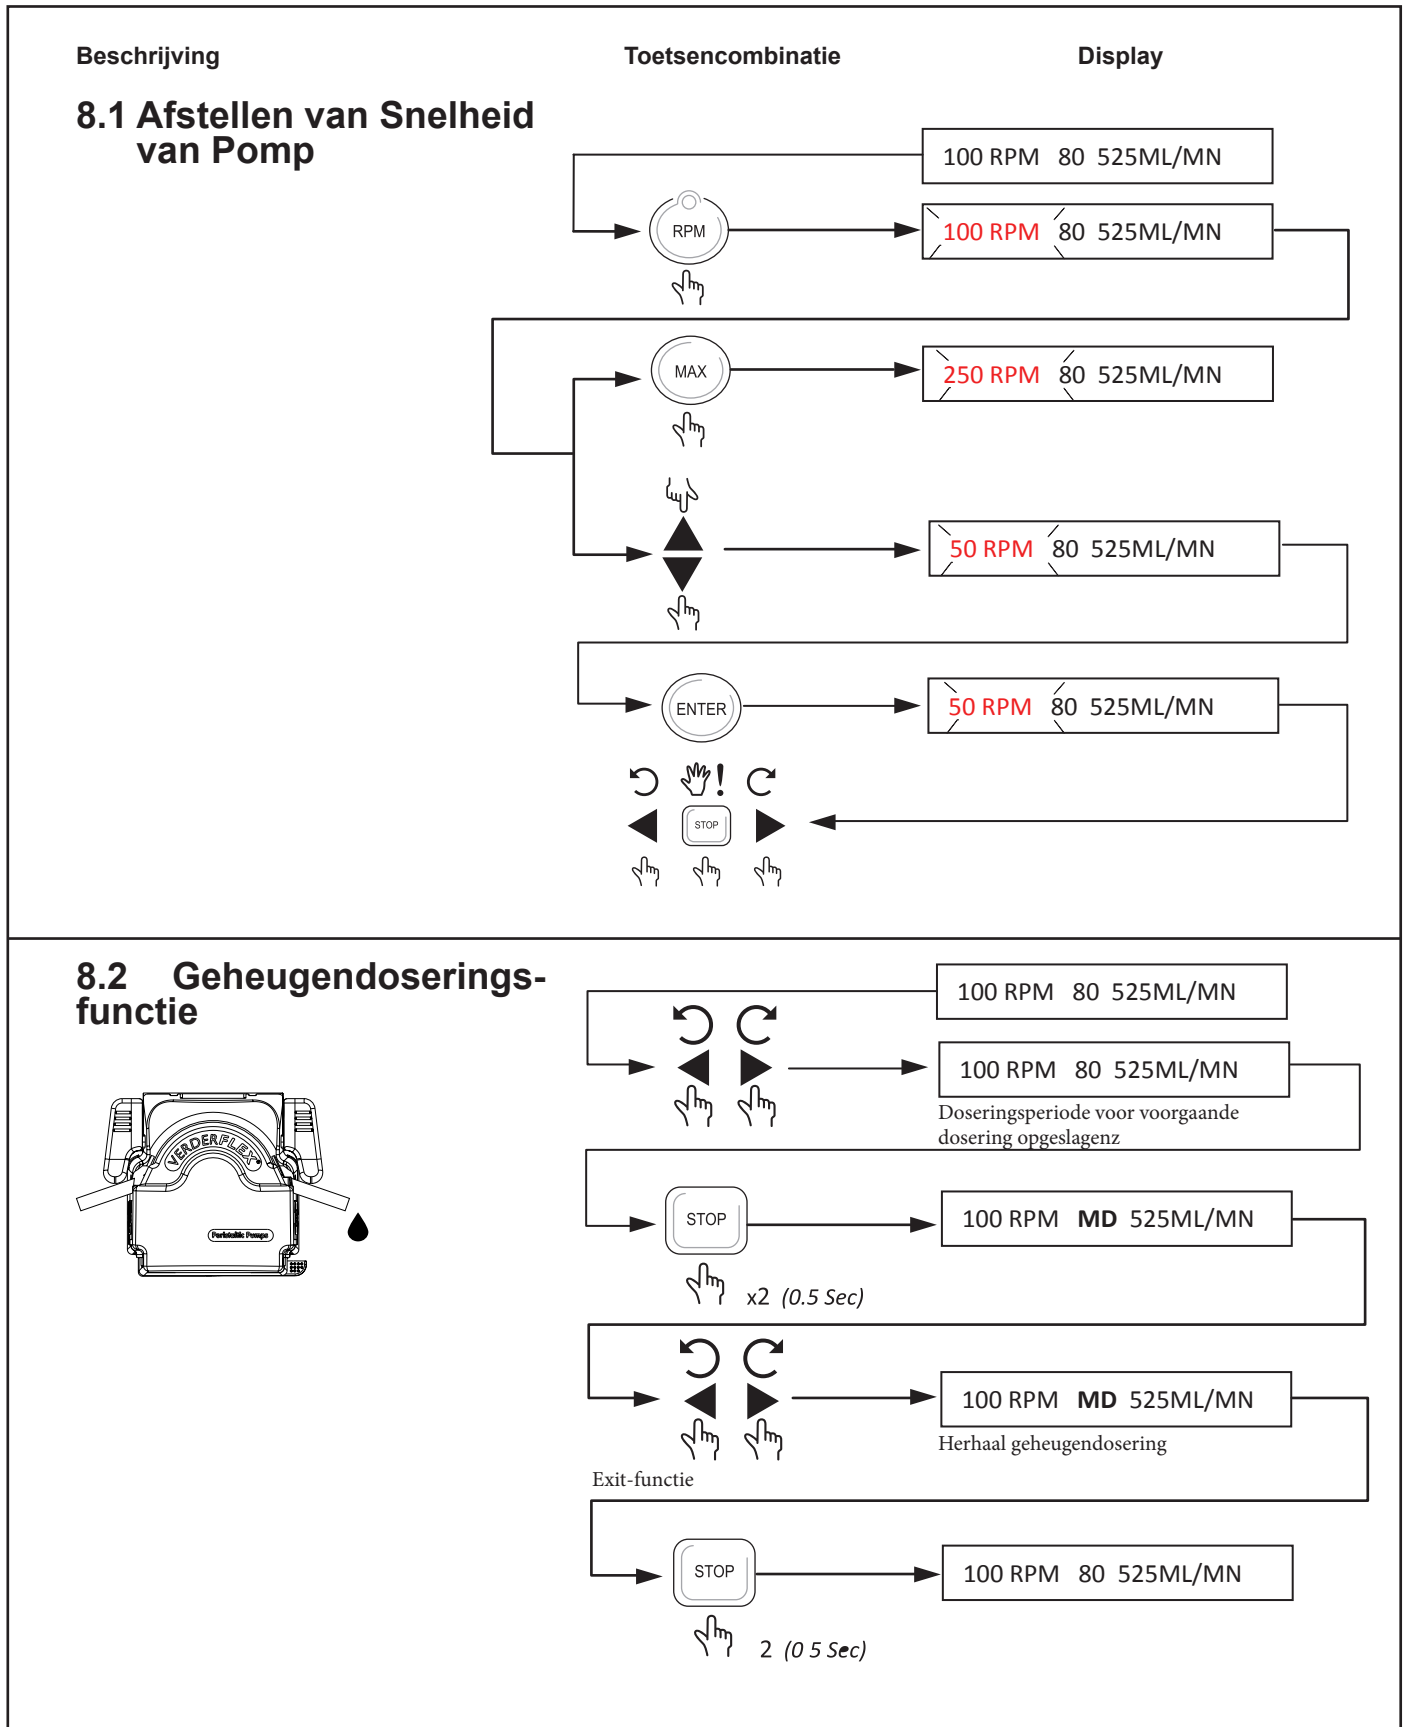 Beschrijving Toetsencombinatie Display
8.1 Afstellen van Snelheid
van Pomp
100 RPM 80 525ML/MN
RPM
100 RPM 80 525ML/MN
MAX
250 RPM 80 525ML/MN
50 RPM 80 525ML/MN
ENTER
50 RPM 80 525ML/MN
!
STOP
8.2 Geheugendoserings-
functie
100 RPM 80 525ML/MN
100 RPM 80 525ML/MN
Doseringsperiode voor voorgaande
dosering opgeslagenz
VERDERFLEX®
Peristaltic Pumps
STOP
100 RPM MD 525ML/MN
x2 (0.5 Sec)
100 RPM MD 525ML/MN
Herhaal geheugendosering
Exit-functie
STOP
100 RPM 80 525ML/MN
2 (0 5 Sec)